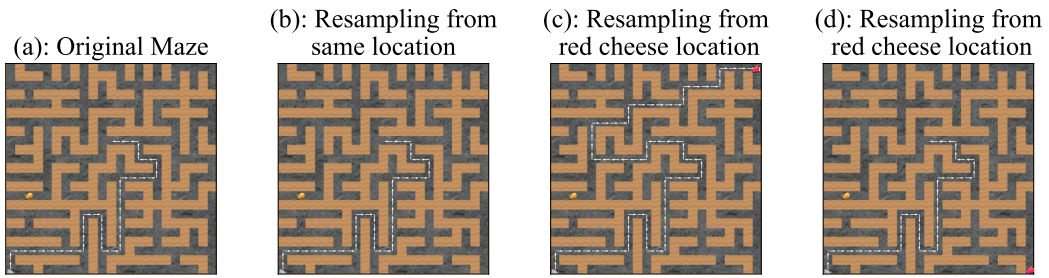 (a): Original Maze
(b): Resampling from
same location
(c): Resampling from
red cheese location
(d): Resampling from
red cheese location